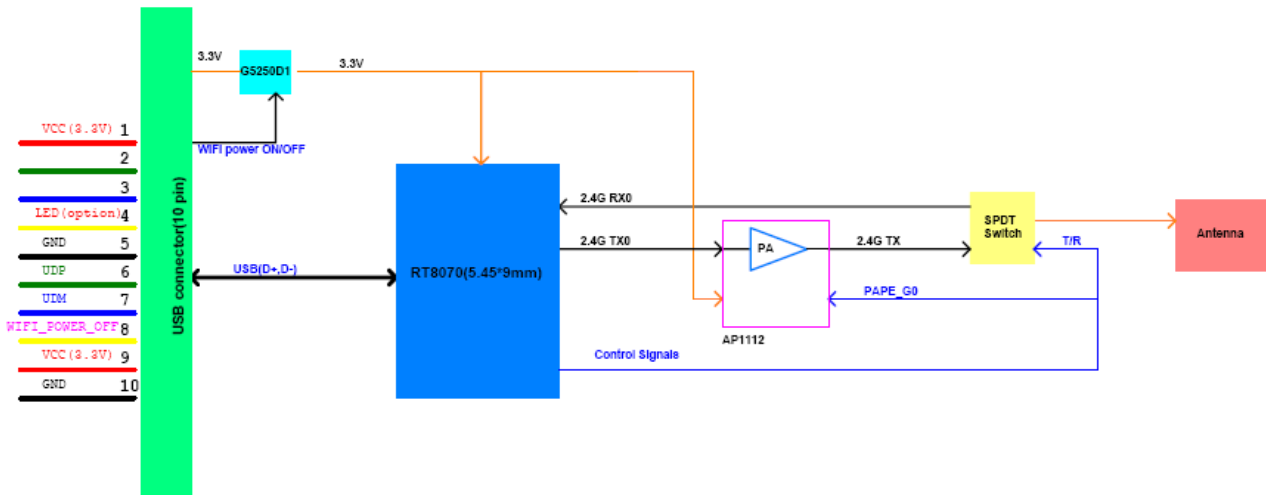 3.3V
G5250D1
3.3V
VCC(3.3V) 1
WIFI power ON/OFF
2
3
LED(option) 4
GND 5
UDP 6
UDM 7
WIFI_POWER_OFF 8
VCC(3.3V) 9
GND 10
USB connector(10 pin)
USB(D+,D-)
RT8070(5.45*9mm)
2.4G RX0
2.4G TX0
PA
2.4G TX
SPDT
Switch
T/R
Antenna
PAPE_G0
AP1112
Control Signals